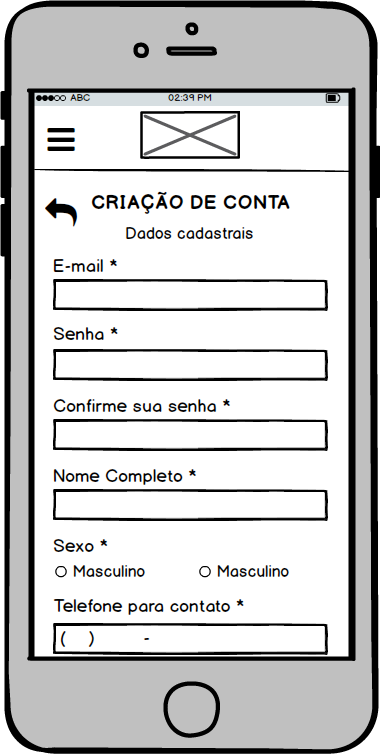 ABC 02:39 PM
CRIAÇÃO DE CONTA
Dados cadastrais
E-mail *
Senha *
Confirme sua senha *
Nome Completo *
Sexo *
Masculino Masculino
Telefone para contato *
( ) -